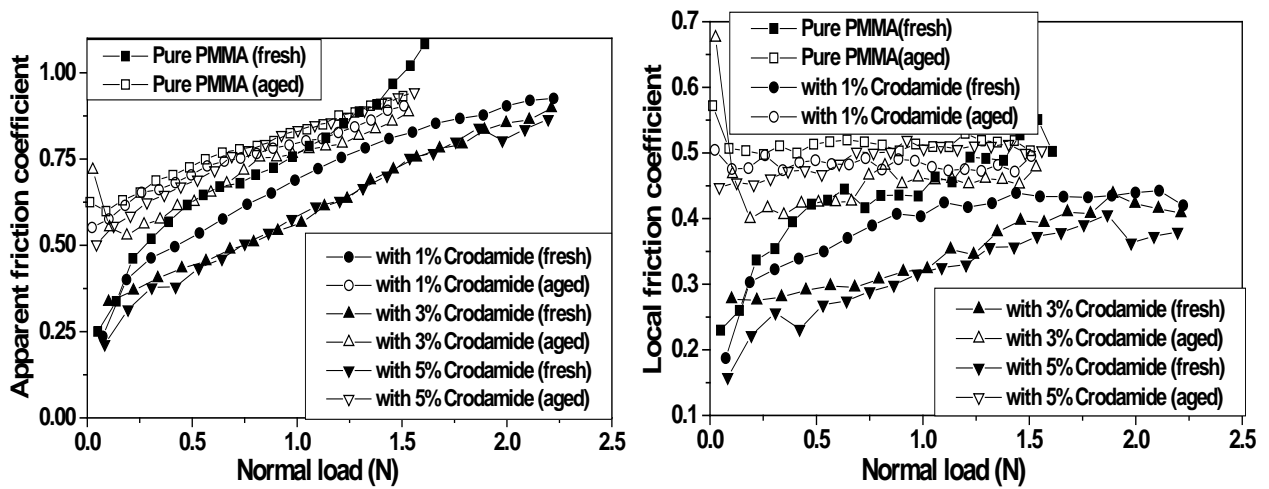 Pure PMMA (fresh)
Pure PMMA (aged)
1.00
0.75
0.50
0.25
0.00
Apparent friction coefficient
with 1% Crodamide (fresh)
with 1% Crodamide (aged)
with 3% Crodamide (fresh)
with 3% Crodamide (aged)
with 5% Crodamide (fresh)
with 5% Crodamide (aged)
0.0 0.5 1.0 1.5 2.0 2.5
Normal load (N)
0.7
0.6
0.5
0.4
0.3
0.2
0.1
Local friction coefficient
Pure PMMA(fresh)
Pure PMMA(aged)
with 1% Crodamide (fresh)
with 1% Crodamide (aged)
with 3% Crodamide (fresh)
with 3% Crodamide (aged)
with 5% Crodamide (fresh)
with 5% Crodamide (aged)
0.0 0.5 1.0 1.5 2.0 2.5
Normal load (N)